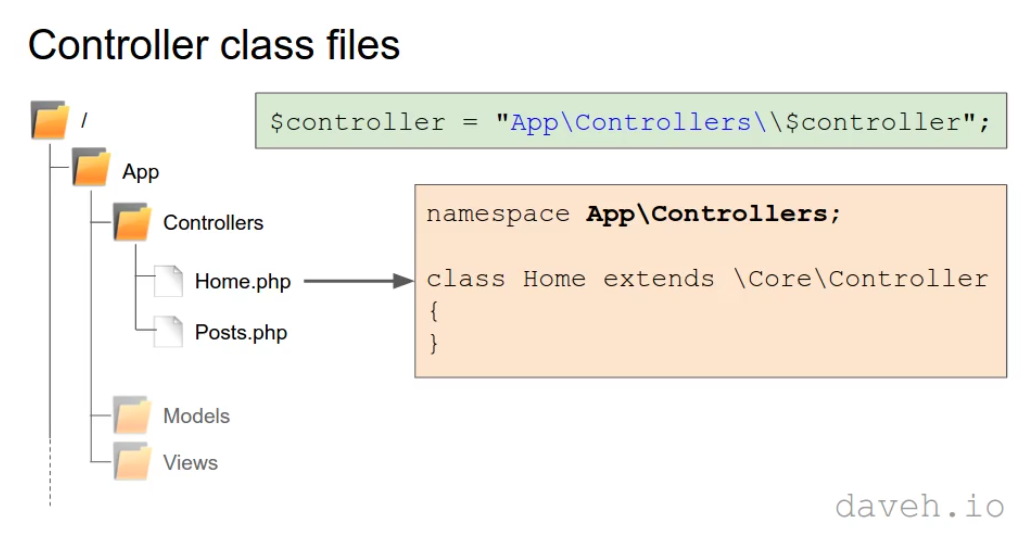 Controller class files
/
$controller = "App\Controllers\\$controller";
App
namespace App\Controllers;
Controllers
class Home extends \Core\Controller
{
}
Home.php
Posts.php
Models
Views
daveh.io